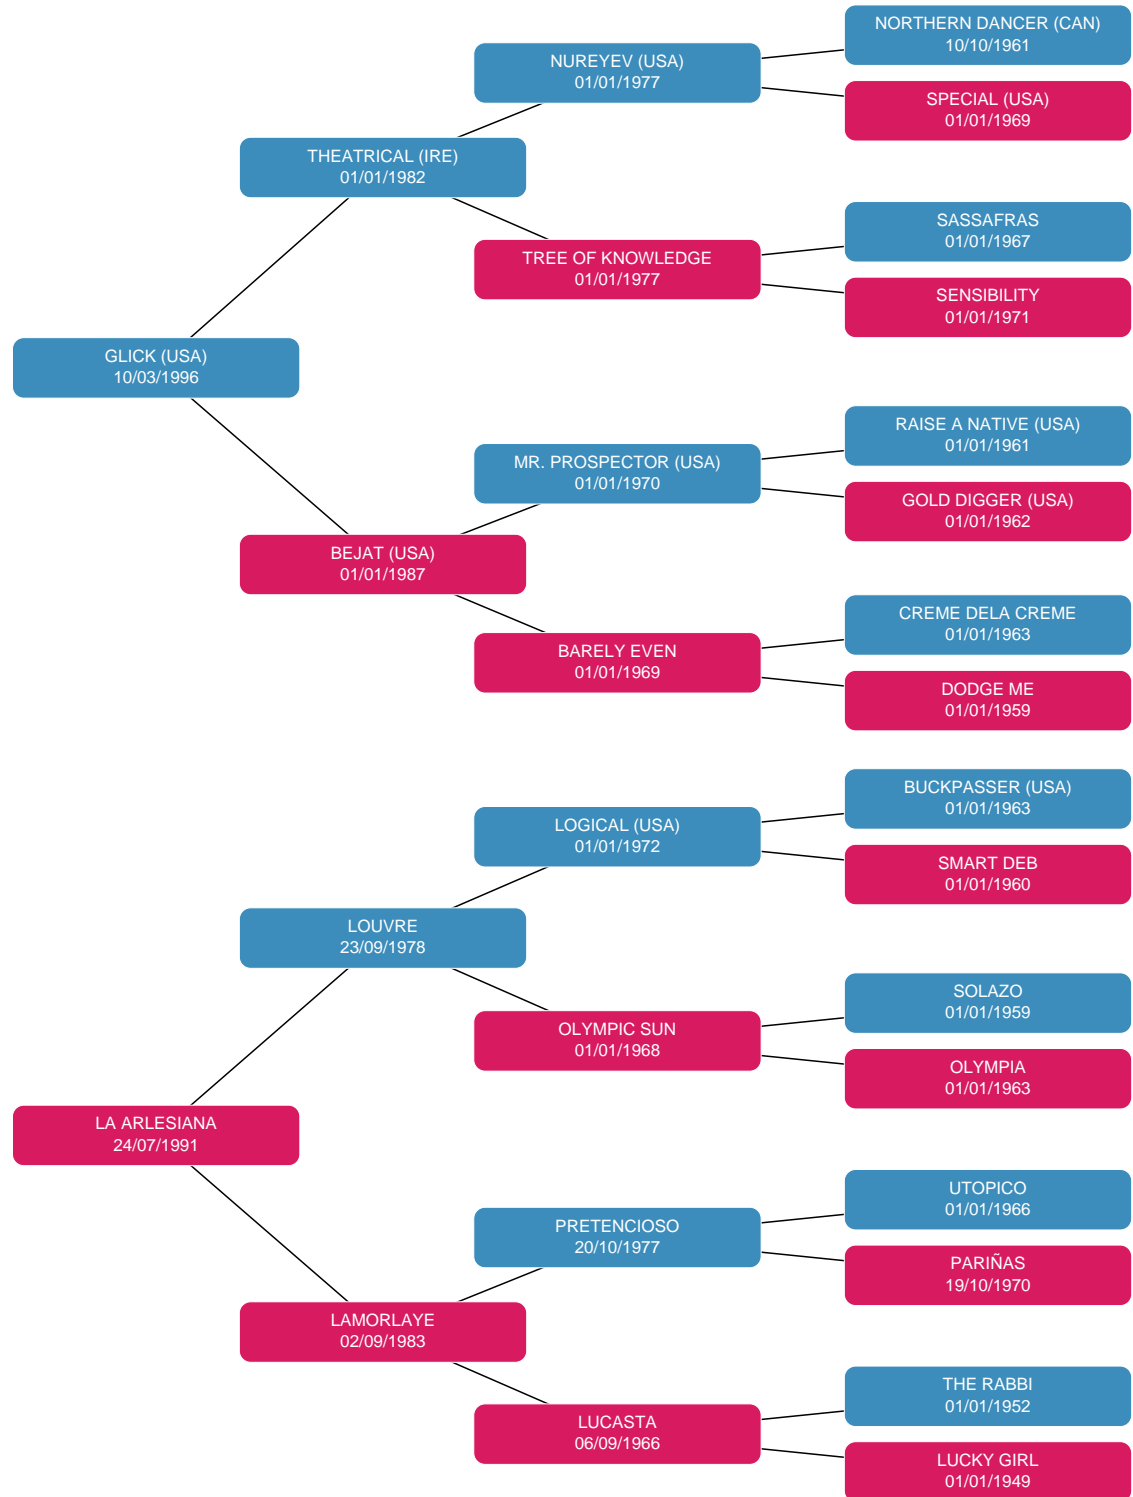 NORTHERN DANCER (CAN)
10/10/1961
NUREYEV (USA)
01/01/1977
SPECIAL (USA)
01/01/1969
THEATRICAL (IRE)
01/01/1982
SASSAFRAS
01/01/1967
TREE OF KNOWLEDGE
01/01/1977
SENSIBILITY
01/01/1971
GLICK (USA)
10/03/1996
RAISE A NATIVE (USA)
01/01/1961
MR. PROSPECTOR (USA)
01/01/1970
GOLD DIGGER (USA)
01/01/1962
BEJAT (USA)
01/01/1987
CREME DELA CREME
01/01/1963
BARELY EVEN
01/01/1969
DODGE ME
01/01/1959
BUCKPASSER (USA)
01/01/1963
LOGICAL (USA)
01/01/1972
SMART DEB
01/01/1960
LOUVRE
23/09/1978
SOLAZO
01/01/1959
OLYMPIC SUN
01/01/1968
OLYMPIA
01/01/1963
LA ARLESIANA
24/07/1991
UTOPICO
01/01/1966
PRETENCIOSO
20/10/1977
PARIÑAS
19/10/1970
LAMORLAYE
02/09/1983
THE RABBI
01/01/1952
LUCASTA
06/09/1966
LUCKY GIRL
01/01/1949